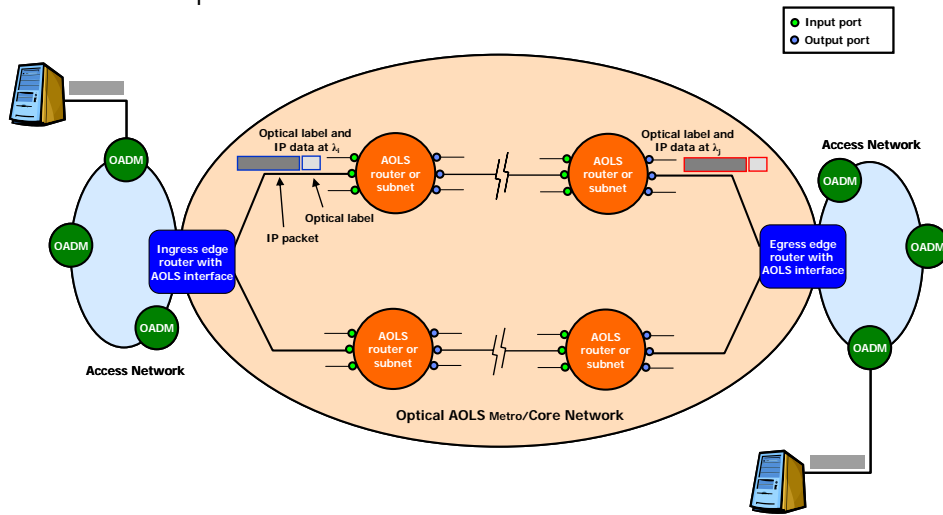 Input port
Output port
Optical label and
IP data at λi
Optical label and
IP data at λj
Access Network
OADM
AOLS
router or
subnet
AOLS
router or
subnet
OADM
Optical label
IP packet
OADM
Ingress edge
router with
AOLS interface
Egress edge
router with
AOLS interface
OADM
OADM
AOLS
router or
subnet
AOLS
router or
subnet
OADM
Access Network
Optical AOLS Metro/Core Network